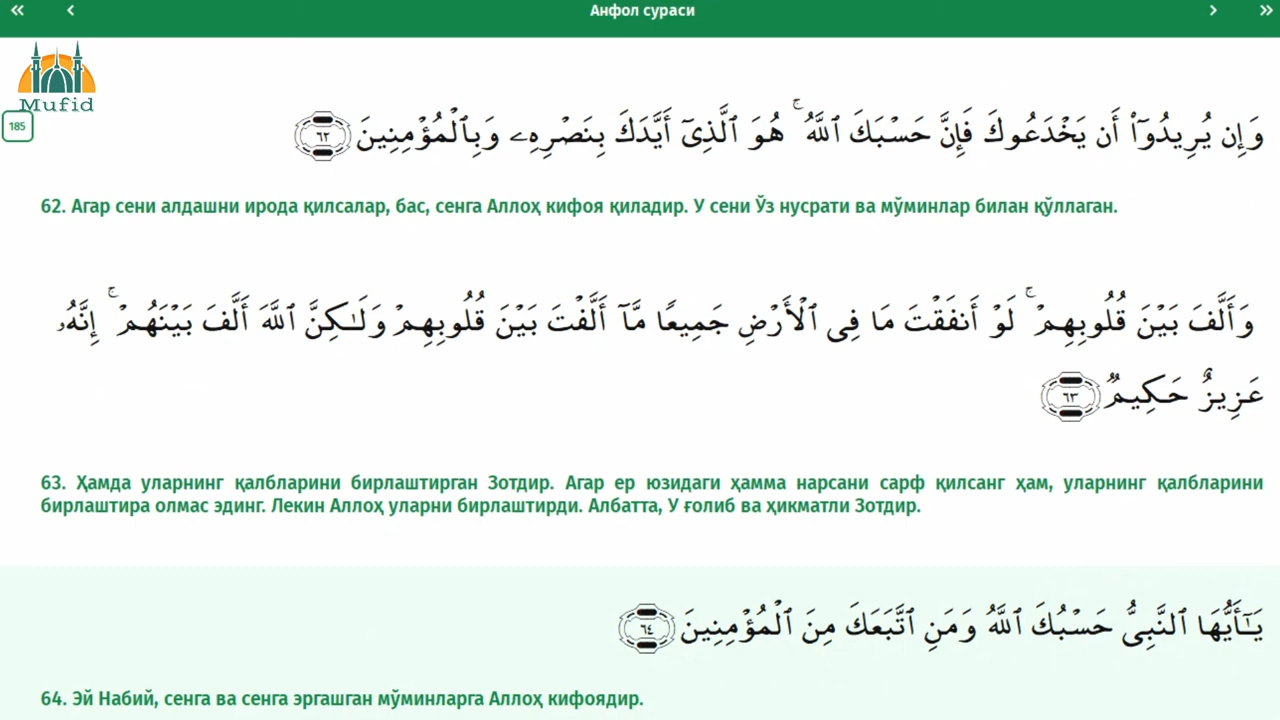 Анфол сураси
Mufid
185
وَإِن يُرِيدُوٓا۟ أَن يَخْدَعُوكَ فَإِنَّ حَسْبَكَ ٱللَّهُ ۚ هُوَ ٱلَّذِىٓ أَيَّدَكَ بِنَصْرِهِۦ وَبِٱلْمُؤْمِنِينَ ٦٢
62. Агар сени алдашни ирода қилсалар, бас, сенга Аллоҳ кифоя қиладир. У сени Ўз нусрати ва мўминлар билан қўллаган.
وَأَلَّفَ بَيْنَ قُلُوبِهِمْ ۚ لَوْ أَنفَقْتَ مَا فِى ٱلْأَرْضِ جَمِيعًا مَّآ أَلَّفْتَ بَيْنَ قُلُوبِهِمْ وَلَـٰكِنَّ ٱللَّهَ أَلَّفَ بَيْنَهُمْ ۚ إِنَّهُۥ
عَزِيزٌ حَكِيمٌ ٦٣
63. Ҳамда уларнинг қалбларини бирлаштирган Зотдир. Агар ер юзидаги ҳамма нарсани сарф қилсанг ҳам, уларнинг қалбларини
бирлаштира олмас эдинг. Лекин Аллоҳ уларни бирлаштирди. Албатта, У ғолиб ва ҳикматли Зотдир.
يَـٰٓأَيُّهَا ٱلنَّبِىُّ حَسْبُكَ ٱللَّهُ وَمَنِ ٱتَّبَعَكَ مِنَ ٱلْمُؤْمِنِينَ ٦٤
64. Эй Набий, сенга ва сенга эргашган мўминларга Аллоҳ кифоядир.